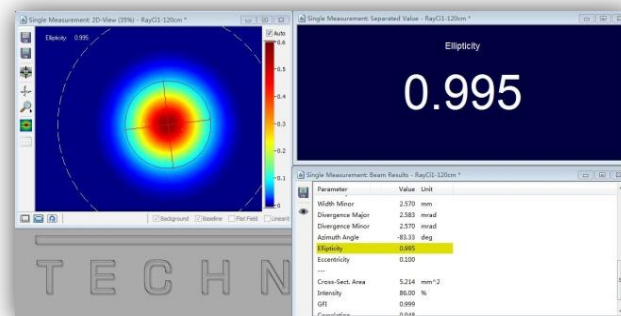 Single Measurement: 2D-View (35%) - RayCi1-120cm *
Ellipticity: 0.995
Auto
0.6
0.5
0.4
0.3
0.2
0.1
0
Background
Baseline
Flat Field
Linearit
TECHN
Single Measurement: Separated Value - RayCi1-120cm *
Ellipticity
0.995
Single Measurement: Beam Results - RayCi1-120cm *
Parameter Value Unit
Width Minor 2.570 mm
Divergence Major 2.583 mrad
Divergence Minor 2.570 mrad
Azimuth Angle -83.33 deg
Ellipticity 0.995
Eccentricity 0.100
---
Cross-Sect. Area 5.214 mm^2
Intensity 86.00 %
GFI 0.999